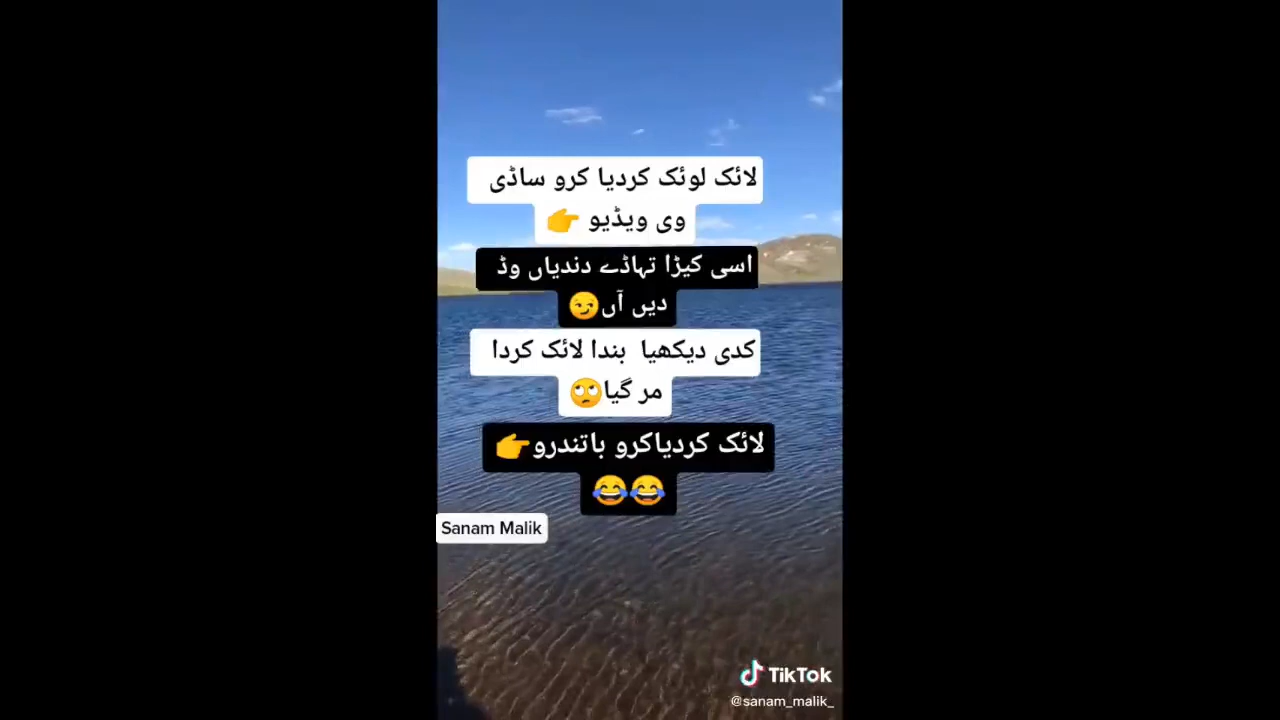 لائک لوئک کردیا کرو ساڈی
وی ویڈیو 👉
اسی کیڑا تہاڈے دندیاں وڈ
دیں آں😏
کدی دیکھیا بندا لائک کردا
مر گیا🙄
لائک کردیاکرو باتندرو👉
😂😂
Sanam Malik
TikTok
@sanam_malik_